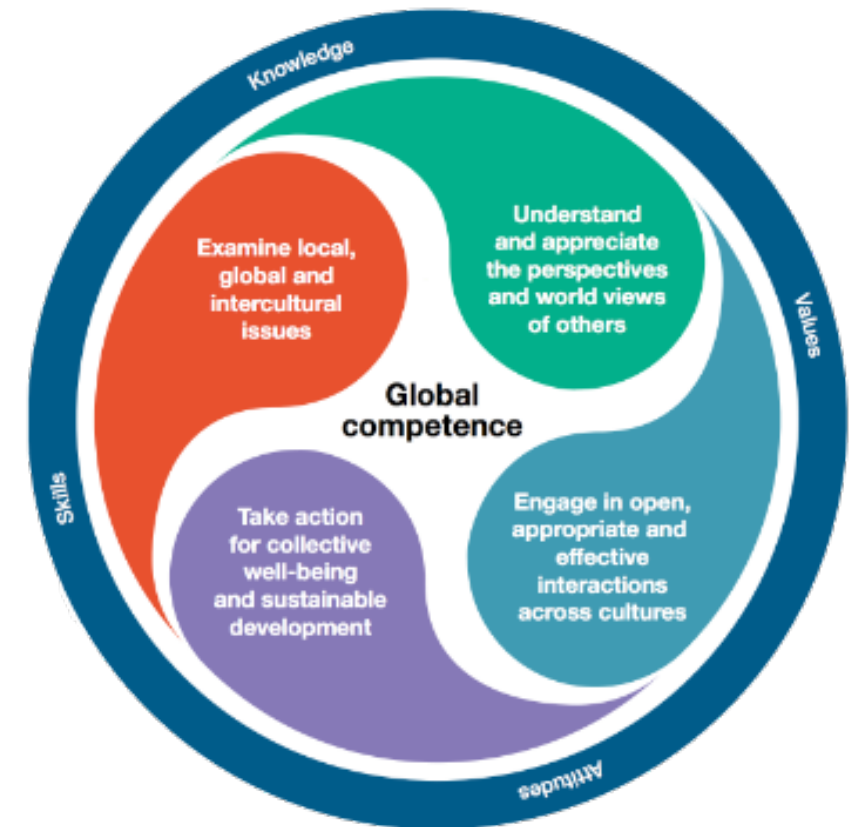 Knowledge
Understand
and appreciate
the perspectives
and world views
of others
Examine local,
global and
intercultural
issues
Values
Global
competence
Skills
Take action
for collective
well-being
and sustainable
development
Engage in open,
appropriate and
effective
interactions
across cultures
Attitudes